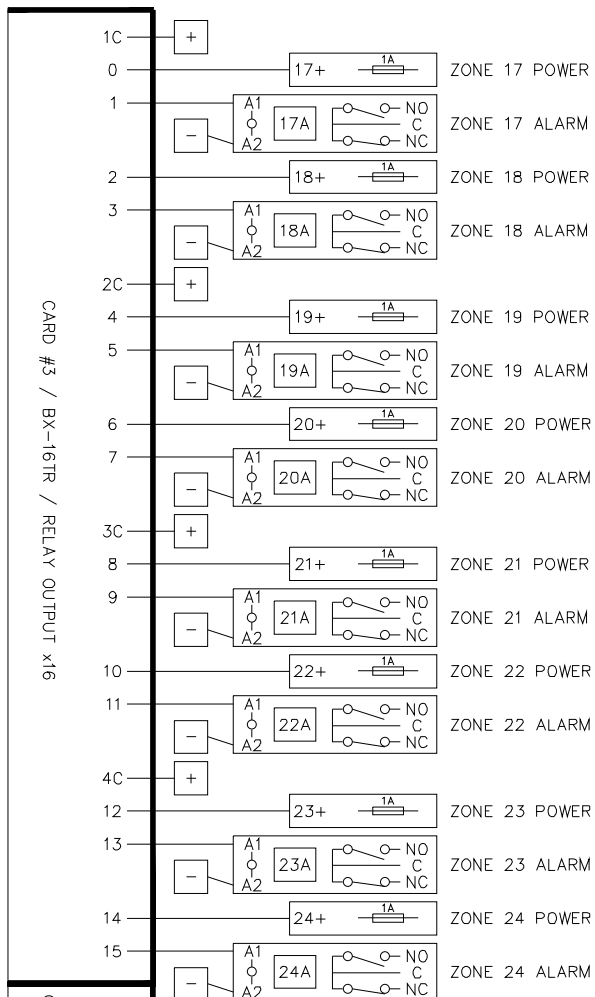 1C +
0 17+ 1A ZONE 17 POWER
1 A1 17A NO ZONE 17 ALARM
C
− A2 NC
2 18+ 1A ZONE 18 POWER
3 A1 18A NO ZONE 18 ALARM
C
− A2 NC
2C +
4 19+ 1A ZONE 19 POWER
5 A1 19A NO ZONE 19 ALARM
C
− A2 NC
6 20+ 1A ZONE 20 POWER
7 A1 20A NO ZONE 20 ALARM
C
− A2 NC
3C +
8 21+ 1A ZONE 21 POWER
9 A1 21A NO ZONE 21 ALARM
C
− A2 NC
10 22+ 1A ZONE 22 POWER
11 A1 22A NO ZONE 22 ALARM
C
− A2 NC
4C +
12 23+ 1A ZONE 23 POWER
13 A1 23A NO ZONE 23 ALARM
C
− A2 NC
14 24+ 1A ZONE 24 POWER
15 A1 24A NO ZONE 24 ALARM
C
− A2 NC
CARD #3 / BX-16TR / RELAY OUTPUT x16